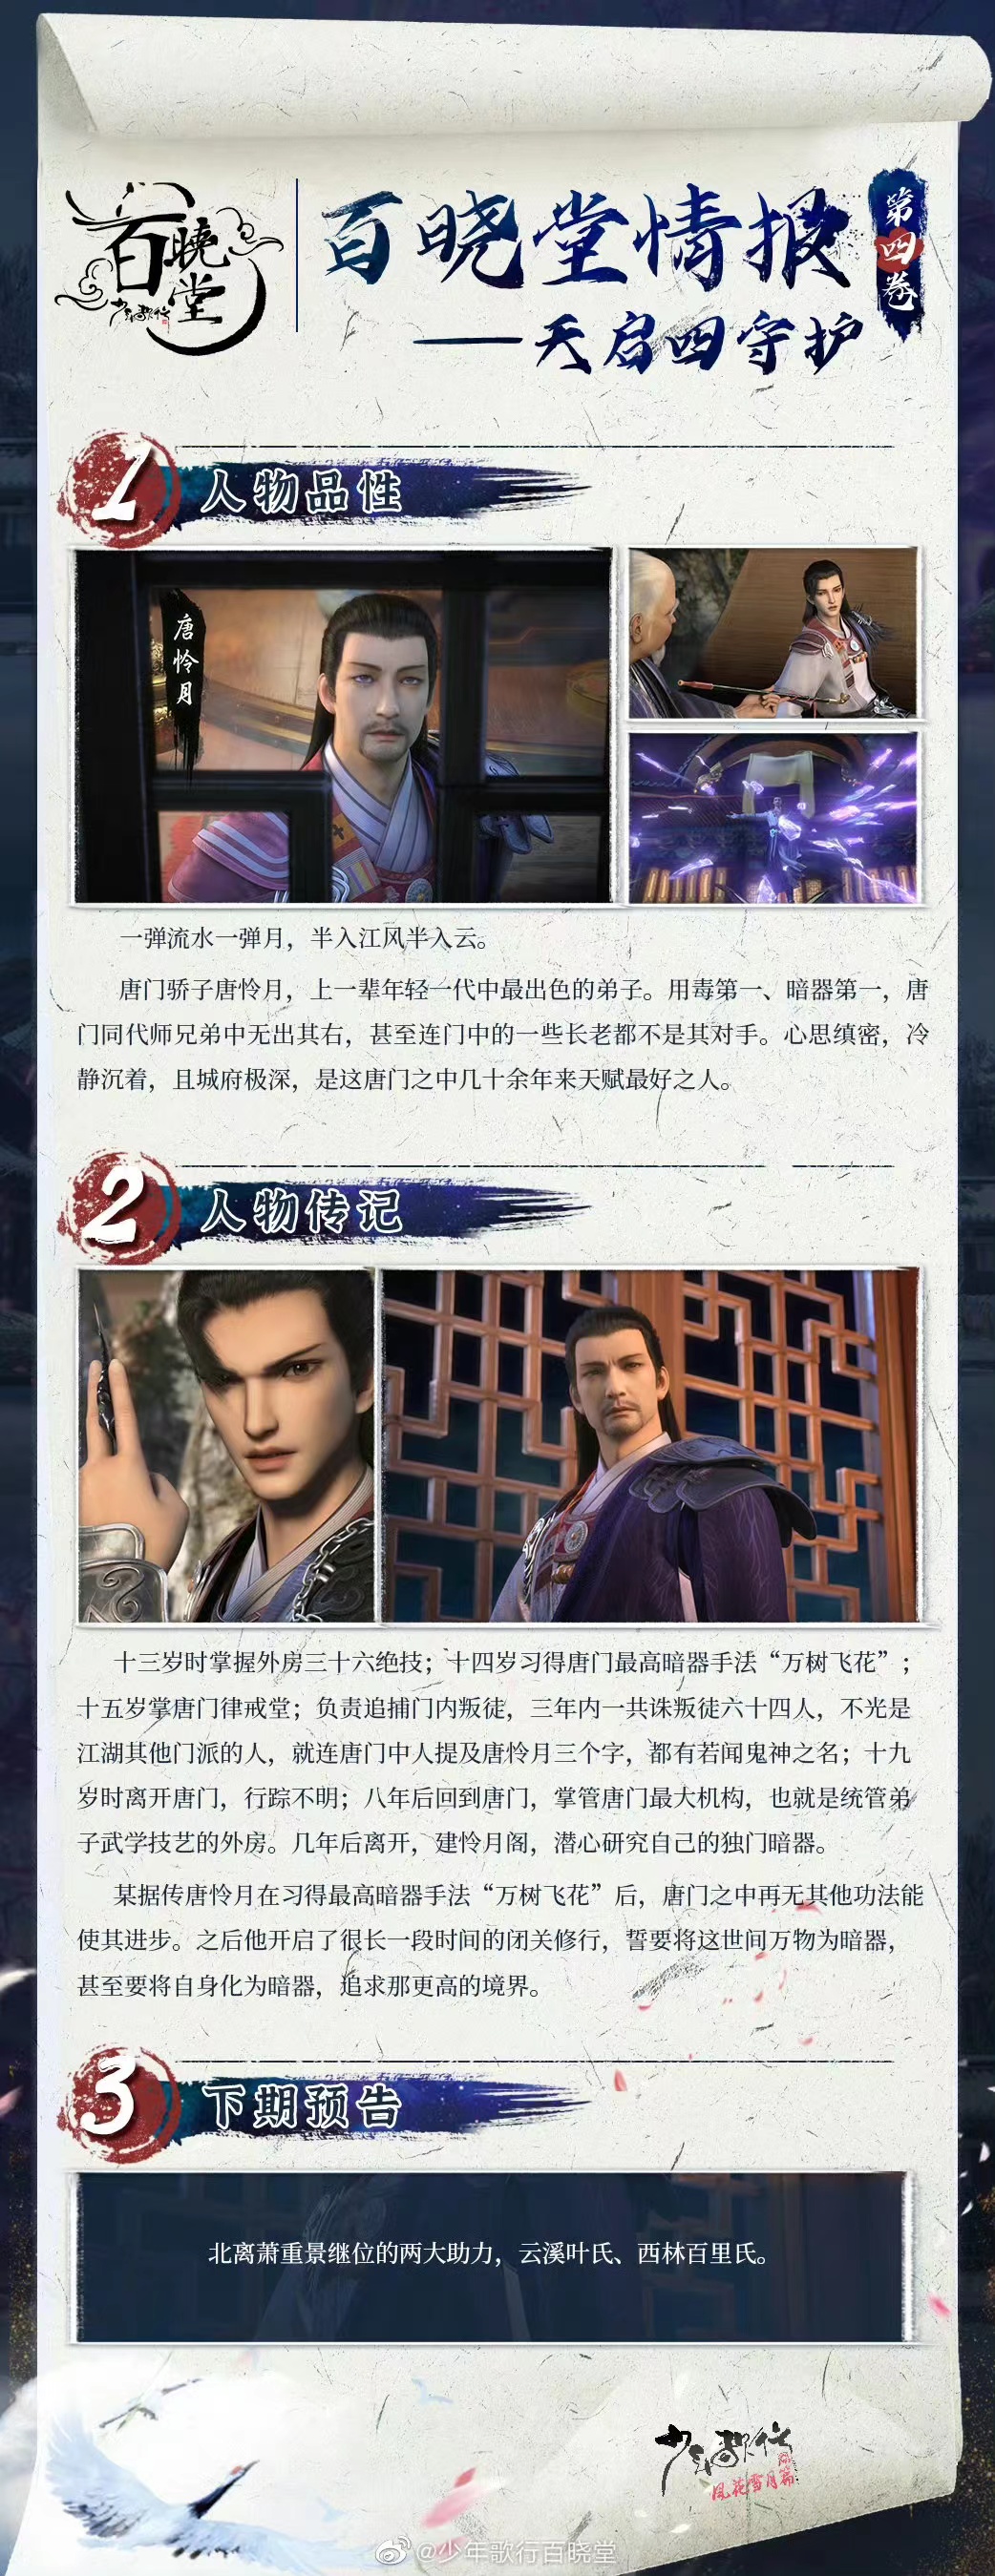 百曉堂
少年歌行
百晓堂情报
第四卷
——天启四守护
1 人物品性
唐怜月
一弹流水一弹月，半入江风半入云。
唐门骄子唐怜月，上一辈年轻一代中最出色的弟子。用毒第一、暗器第一，唐
门同代师兄弟中无出其右，甚至连门中的一些长老都不是其对手。心思缜密，冷
静沉着，且城府极深，是这唐门之中几十余年来天赋最好之人。
2 人物传记
十三岁时掌握外房三十六绝技；十四岁习得唐门最高暗器手法“万树飞花”；
十五岁掌唐门律戒堂；负责追捕门内叛徒，三年内一共诛叛徒六十四人，不光是
江湖其他门派的人，就连唐门中人提及唐怜月三个字，都有若闻鬼神之名；十九
岁时离开唐门，行踪不明；八年后回到唐门，掌管唐门最大机构，也就是统管弟
子武学技艺的外房。几年后离开，建怜月阁，潜心研究自己的独门暗器。
某据传唐怜月在习得最高暗器手法“万树飞花”后，唐门之中再无其他功法能
使其进步。之后他开启了很长一段时间的闭关修行，誓要将这世间万物为暗器，
甚至要将自身化为暗器，追求那更高的境界。
3 下期预告
北离萧重景继位的两大助力，云溪叶氏、西林百里氏。
少年歌行
風花雪月篇
@少年歌行百晓堂